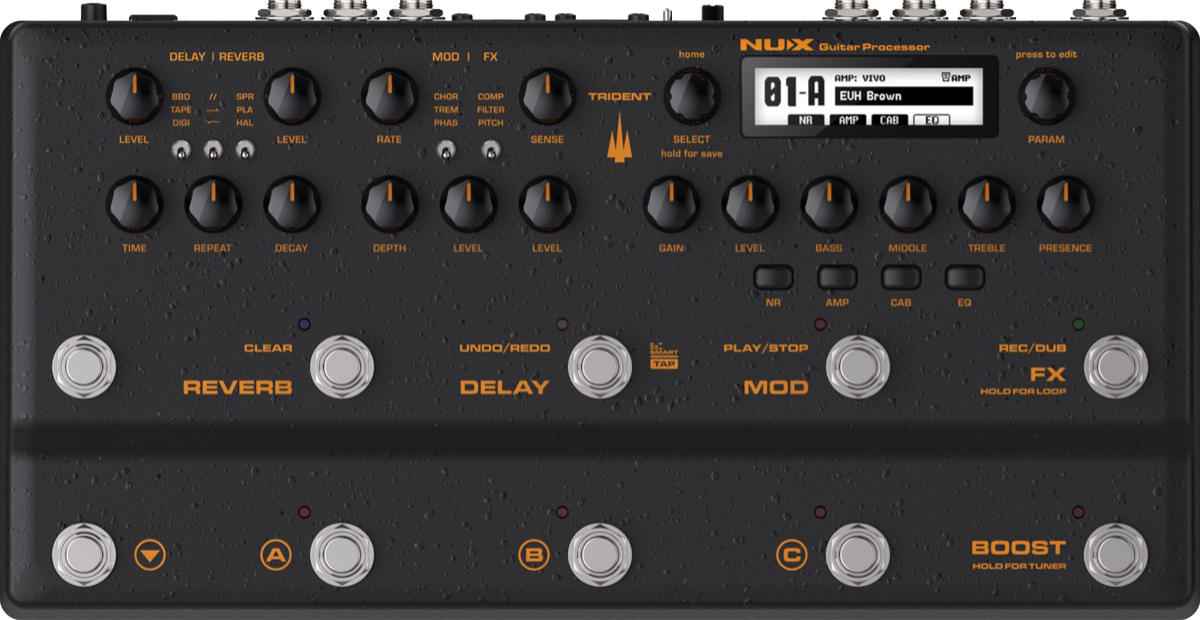 DELAY | REVERB
MOD | FX
home
NUX Guitar Processor
press to edit
BBD // SPR
TAPE PLA
DIGI HAL
CHOR COMP
TREM FILTER
PHAS PITCH
TRIDENT
01-A
AMP: VIVO
AMP
EVH Brown
NR AMP CAB EQ
LEVEL LEVEL RATE SENSE SELECT PARAM
hold for save
TIME REPEAT DECAY DEPTH LEVEL LEVEL GAIN LEVEL BASS MIDDLE TREBLE PRESENCE
NR AMP CAB EQ
CLEAR UNDO/REDO SMART PLAY/STOP REC/DUB
TAP
REVERB DELAY MOD FX
HOLD FOR LOOP
A B C BOOST
HOLD FOR TUNER